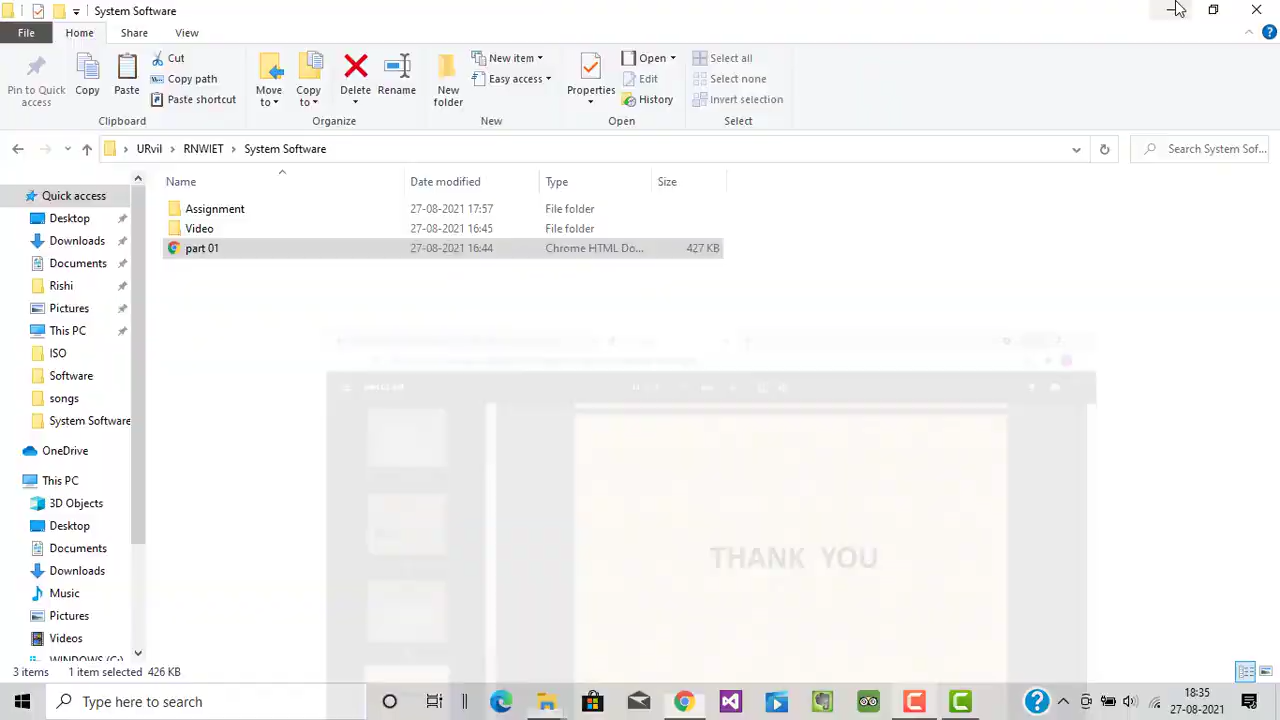 System Software
File Home Share View
Pin to Quick access
Copy
Paste
Cut
Copy path
Paste shortcut
Clipboard
Move to
Copy to
Delete
Rename
Organize
New folder
New item
Easy access
New
Properties
Open
Edit
History
Open
Select all
Select none
Invert selection
Select
URvil > RNWIET > System Software
Search System Sof...
Name Date modified Type Size
Assignment 27-08-2021 17:57 File folder
Video 27-08-2021 16:45 File folder
part 01 27-08-2021 16:44 Chrome HTML Do... 427 KB
Quick access
Desktop
Downloads
Documents
Rishi
Pictures
This PC
ISO
Software
songs
System Software
OneDrive
This PC
3D Objects
Desktop
Documents
Downloads
Music
Pictures
Videos
WINDOWS (C:)
THANK YOU
3 items 1 item selected 426 KB
Type here to search
18:35
27-08-2021